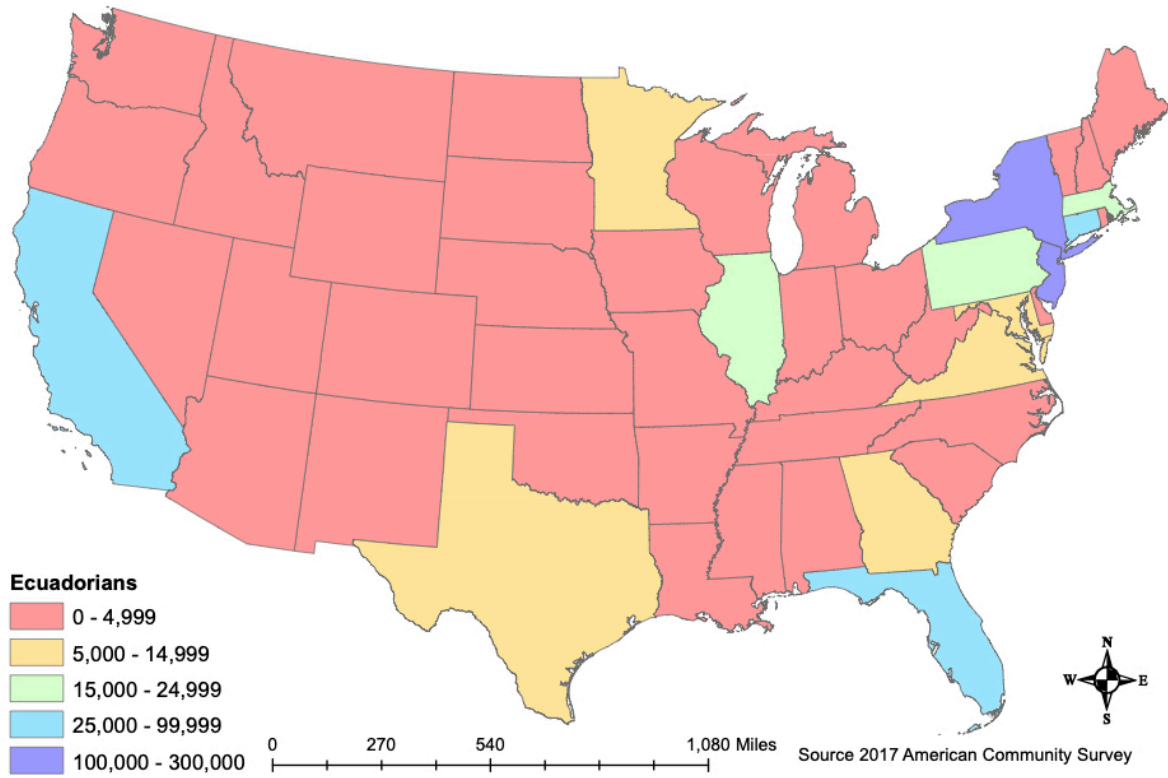 Ecuadorians
0 - 4,999
5,000 - 14,999
15,000 - 24,999
25,000 - 99,999
100,000 - 300,000
0 270 540 1,080 Miles
N
W E
S
Source 2017 American Community Survey